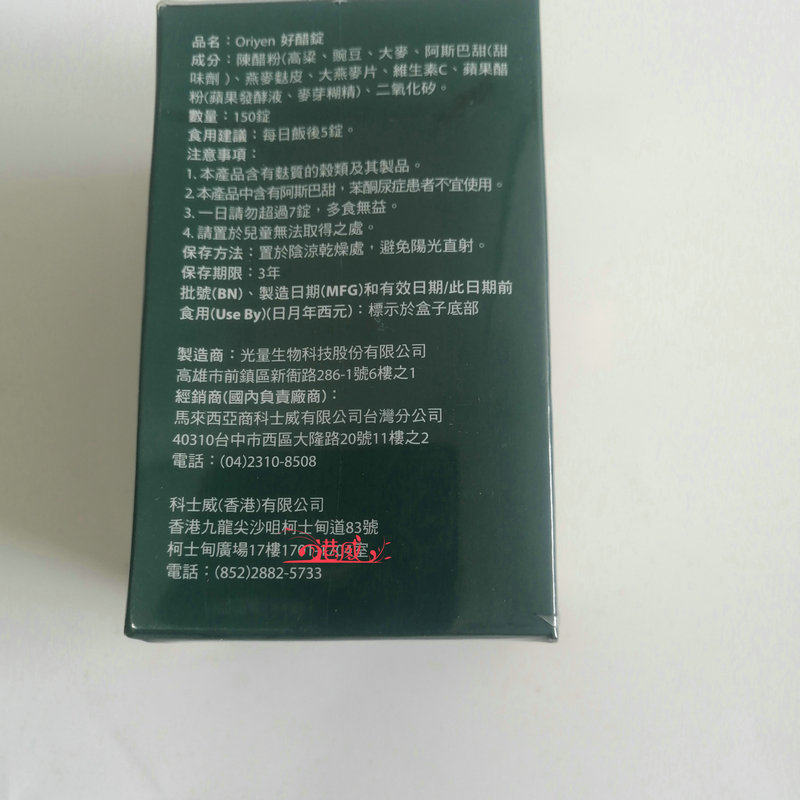 品名：Oriyen 好醋錠
成分：陳醋粉(高粱、豌豆、大麥、阿斯巴甜(甜
味劑)、燕麥麩皮、大燕麥片、維生素C、蘋果醋
粉(蘋果發酵液、麥芽糊精)、二氧化矽。
數量：150錠
食用建議：每日飯後5錠。
注意事項：
1. 本產品含有麩質的穀類及其製品。
2. 本產品中含有阿斯巴甜，苯酮尿症患者不宜使用。
3. 一日請勿超過7錠，多食無益。
4. 請置於兒童無法取得之處。
保存方法：置於陰涼乾燥處，避免陽光直射。
保存期限：3年
批號(BN)、製造日期(MFG)和有效日期/此日期前
食用(Use By)(日月年西元)：標示於盒子底部
製造商：光量生物科技股份有限公司
高雄市前鎮區新衙路286-1號6樓之1
經銷商(國內負責廠商)：
馬來西亞商科士威有限公司台灣分公司
40310台中市西區大隆路20號11樓之2
電話：(04)2310-8508
科士威(香港)有限公司
香港九龍尖沙咀柯士甸道83號
柯士甸廣場17樓1701-室
港威
電話：(852)2882-5733